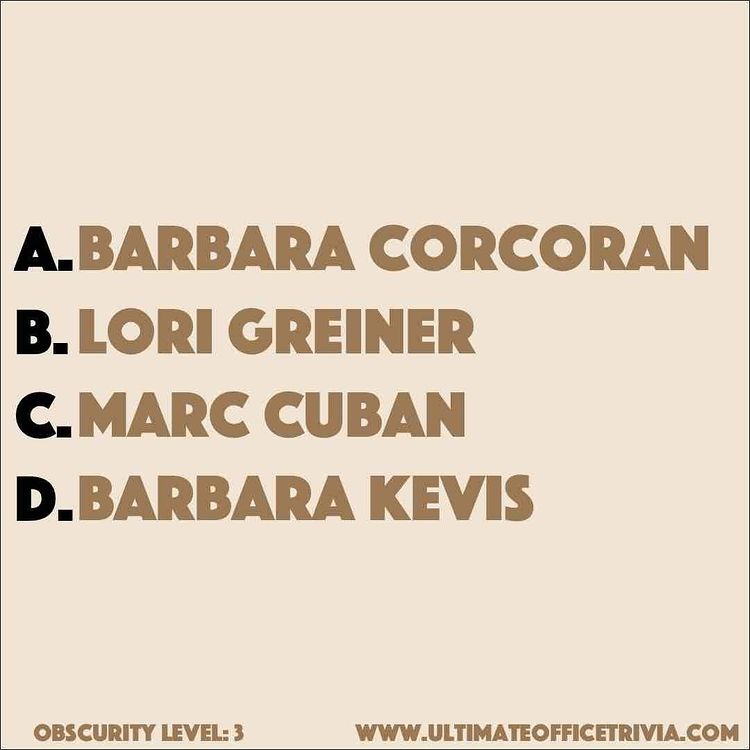 A. BARBARA CORCORAN
B. LORI GREINER
C. MARC CUBAN
D. BARBARA KEVIS
OBSCURITY LEVEL: 3 WWW.ULTIMATEOFFICETRIVIA.COM